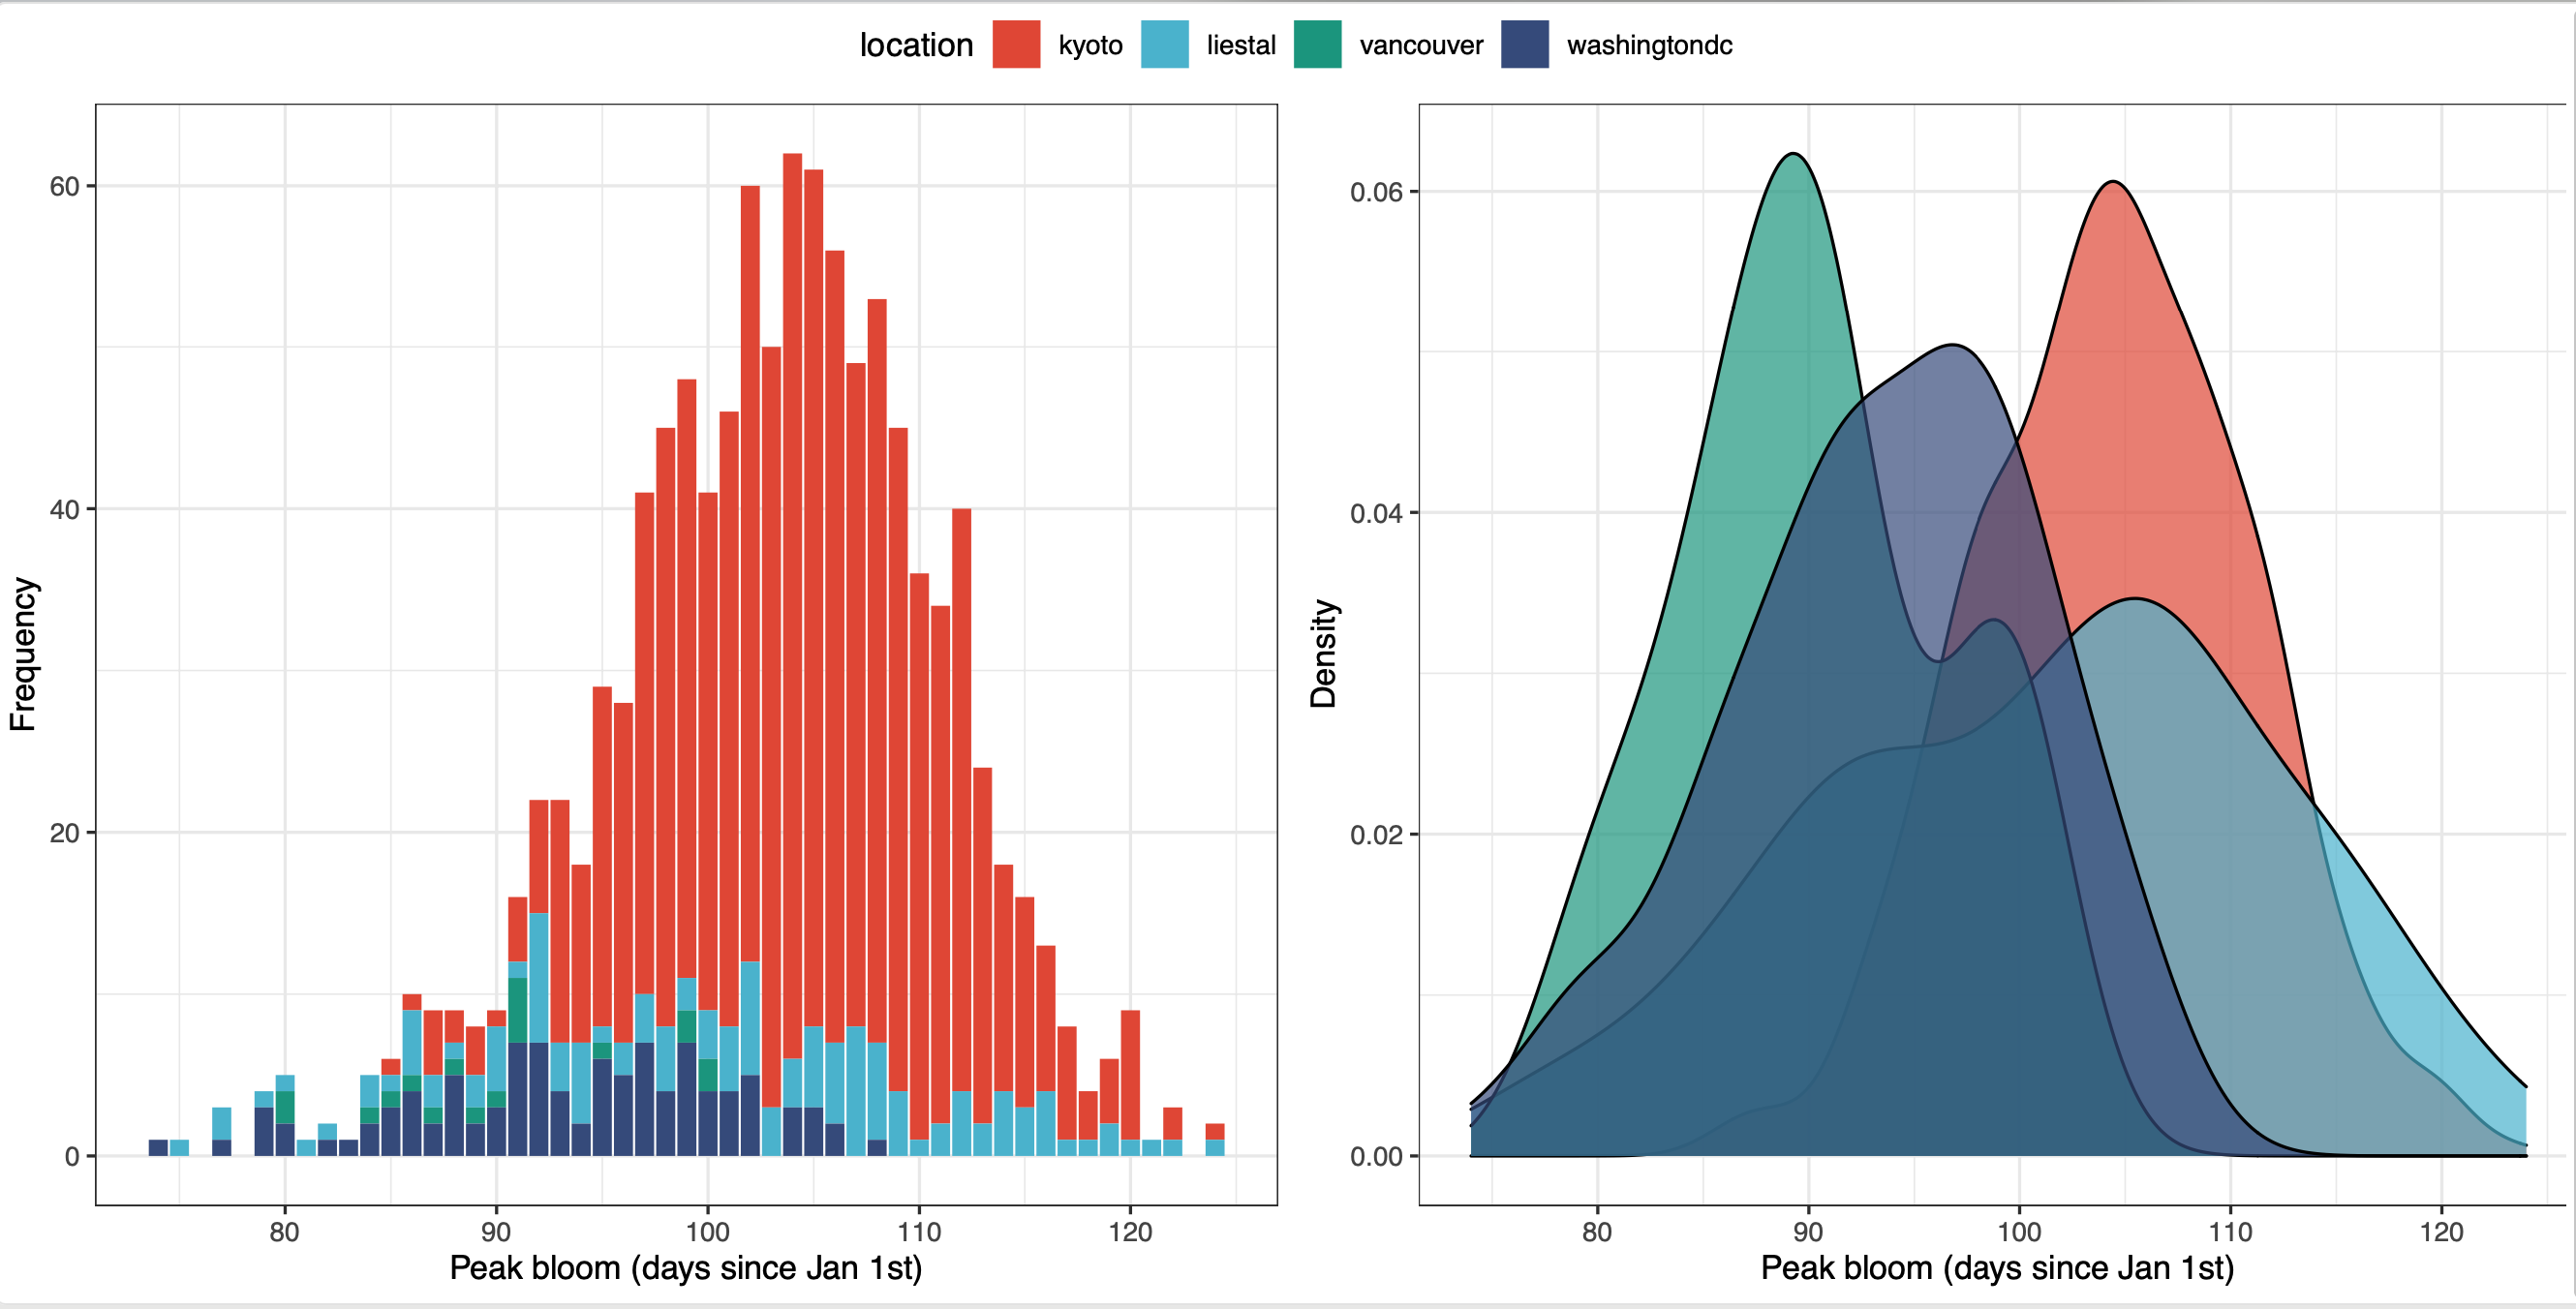 location kyoto liestal vancouver washingtondc
Frequency
60
40
20
0
80 90 100 110 120
Peak bloom (days since Jan 1st)
Density
0.06
0.04
0.02
0.00
80 90 100 110 120
Peak bloom (days since Jan 1st)